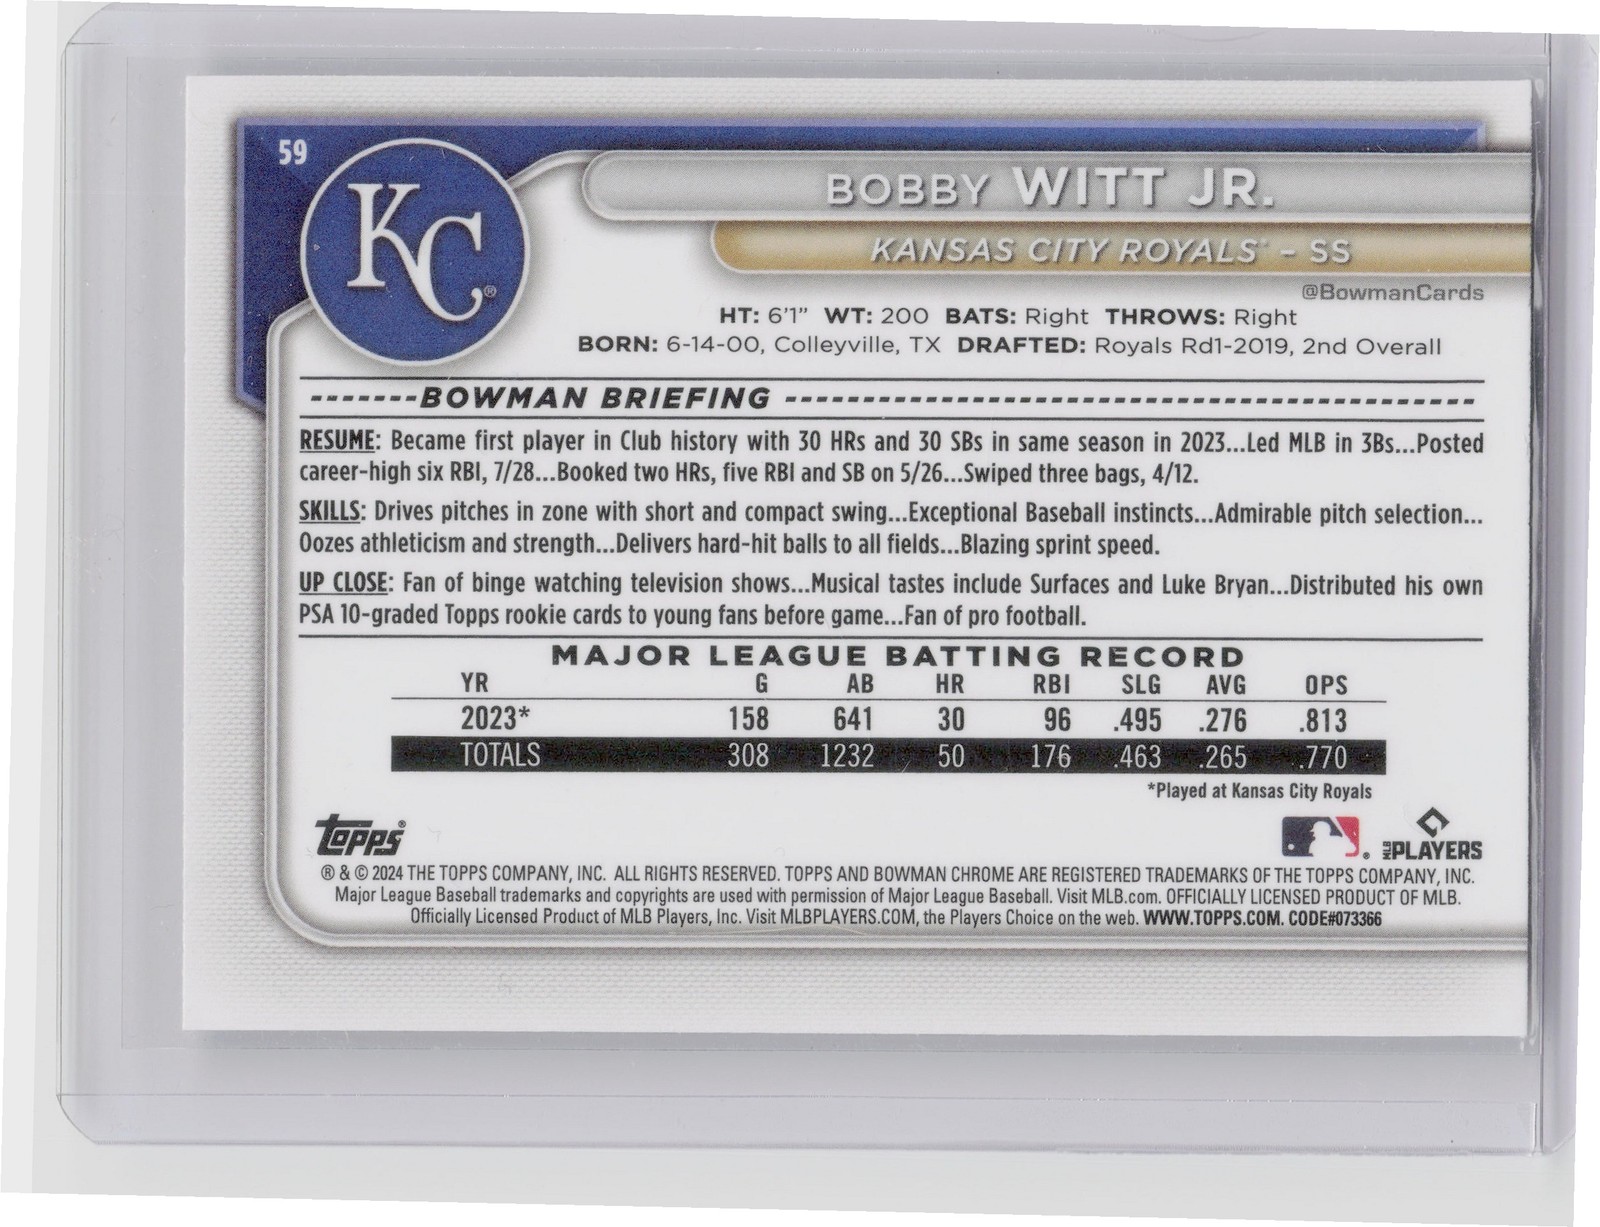 59
KC®
BOBBY WITT JR.
KANSAS CITY ROYALS™ – SS
@BowmanCards
HT: 6'1" WT: 200 BATS: Right THROWS: Right
BORN: 6-14-00, Colleyville, TX DRAFTED: Royals Rd1-2019, 2nd Overall
BOWMAN BRIEFING
RESUME: Became first player in Club history with 30 HRs and 30 SBs in same season in 2023...Led MLB in 3Bs...Posted
career-high six RBI, 7/28...Booked two HRs, five RBI and SB on 5/26...Swiped three bags, 4/12.
SKILLS: Drives pitches in zone with short and compact swing...Exceptional Baseball instincts...Admirable pitch selection...
Oozes athleticism and strength...Delivers hard-hit balls to all fields...Blazing sprint speed.
UP CLOSE: Fan of binge watching television shows...Musical tastes include Surfaces and Luke Bryan...Distributed his own
PSA 10-graded Topps rookie cards to young fans before game...Fan of pro football.
MAJOR LEAGUE BATTING RECORD
YR G AB HR RBI SLG AVG OPS
2023* 158 641 30 96 .495 .276 .813
TOTALS 308 1232 50 176 .463 .265 .770
*Played at Kansas City Royals
Topps® MLB PLAYERS
® & © 2024 THE TOPPS COMPANY, INC. ALL RIGHTS RESERVED. TOPPS AND BOWMAN CHROME ARE REGISTERED TRADEMARKS OF THE TOPPS COMPANY, INC.
Major League Baseball trademarks and copyrights are used with permission of Major League Baseball. Visit MLB.com. OFFICIALLY LICENSED PRODUCT OF MLB.
Officially Licensed Product of MLB Players, Inc. Visit MLBPLAYERS.COM, the Players Choice on the web. WWW.TOPPS.COM. CODE#073366